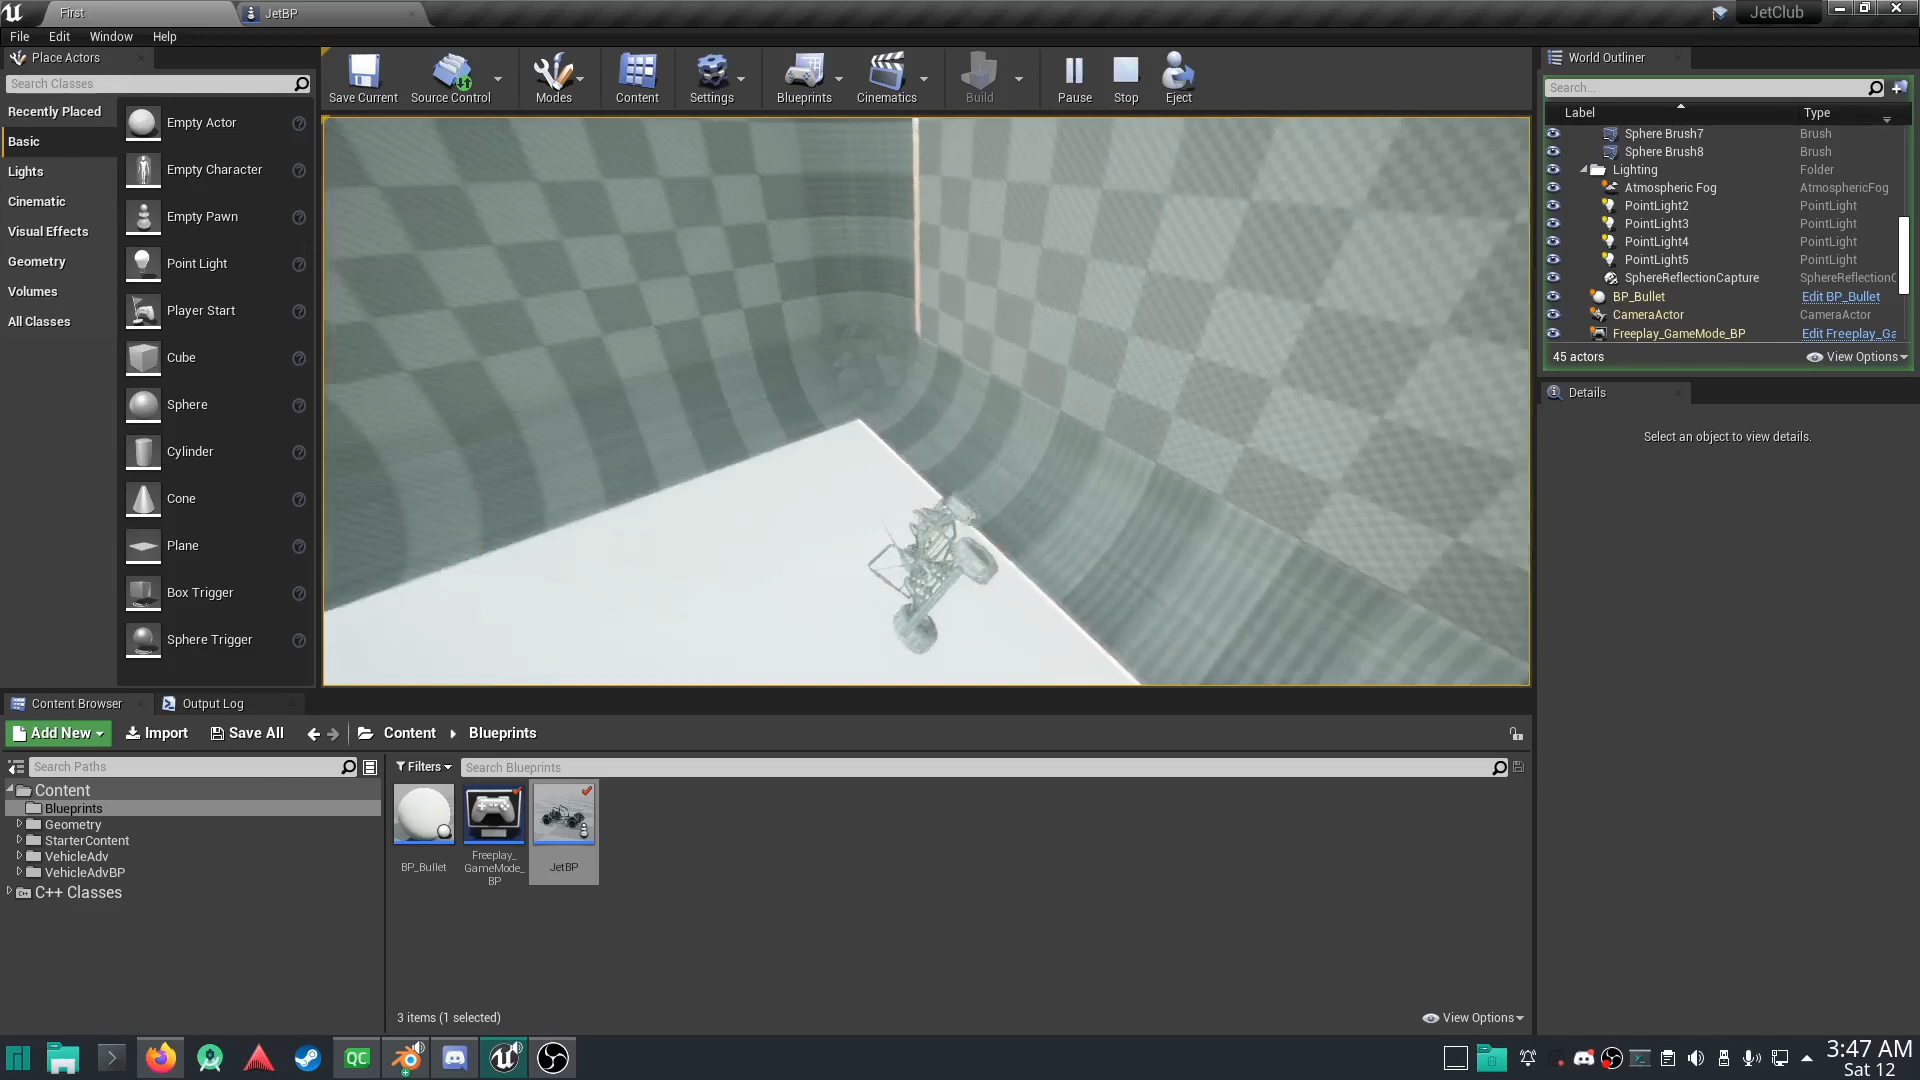 First
JetBP
JetClub
File Edit Window Help
Place Actors
Search Classes
Recently Placed
Basic
Lights
Cinematic
Visual Effects
Geometry
Volumes
All Classes
Empty Actor
Empty Character
Empty Pawn
Point Light
Player Start
Cube
Sphere
Cylinder
Cone
Plane
Box Trigger
Sphere Trigger
Save Current
Source Control
Modes
Content
Settings
Blueprints
Cinematics
Build
Pause
Stop
Eject
World Outliner
Search...
Label Type
Sphere Brush7 Brush
Sphere Brush8 Brush
Lighting Folder
Atmospheric Fog AtmosphericFog
PointLight2 PointLight
PointLight3 PointLight
PointLight4 PointLight
PointLight5 PointLight
SphereReflectionCapture SphereReflectionC
BP_Bullet Edit BP_Bullet
CameraActor CameraActor
Freeplay_GameMode_BP Edit Freeplay_Ga
45 actors View Options
Details
Select an object to view details.
Content Browser
Output Log
Add New Import Save All Content Blueprints
Search Paths
Content
Blueprints
Geometry
StarterContent
VehicleAdv
VehicleAdvBP
C++ Classes
Filters Search Blueprints
BP_Bullet
Freeplay_
GameMode_
BP
JetBP
3 items (1 selected)
View Options
QC
3:47 AM
Sat 12